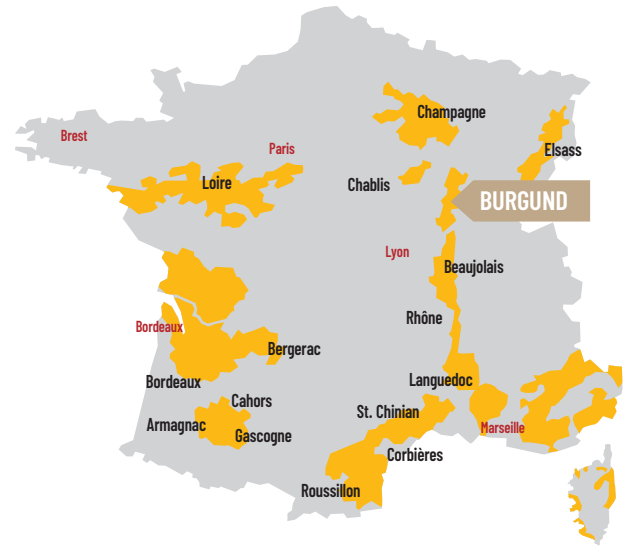 Champagne
Brest
Paris
Elsass
Loire
Chablis
BURGUND
Lyon
Beaujolais
Rhône
Bordeaux
Bergerac
Bordeaux
Languedoc
Cahors
St. Chinian
Armagnac
Gascogne
Marseille
Corbières
Roussillon